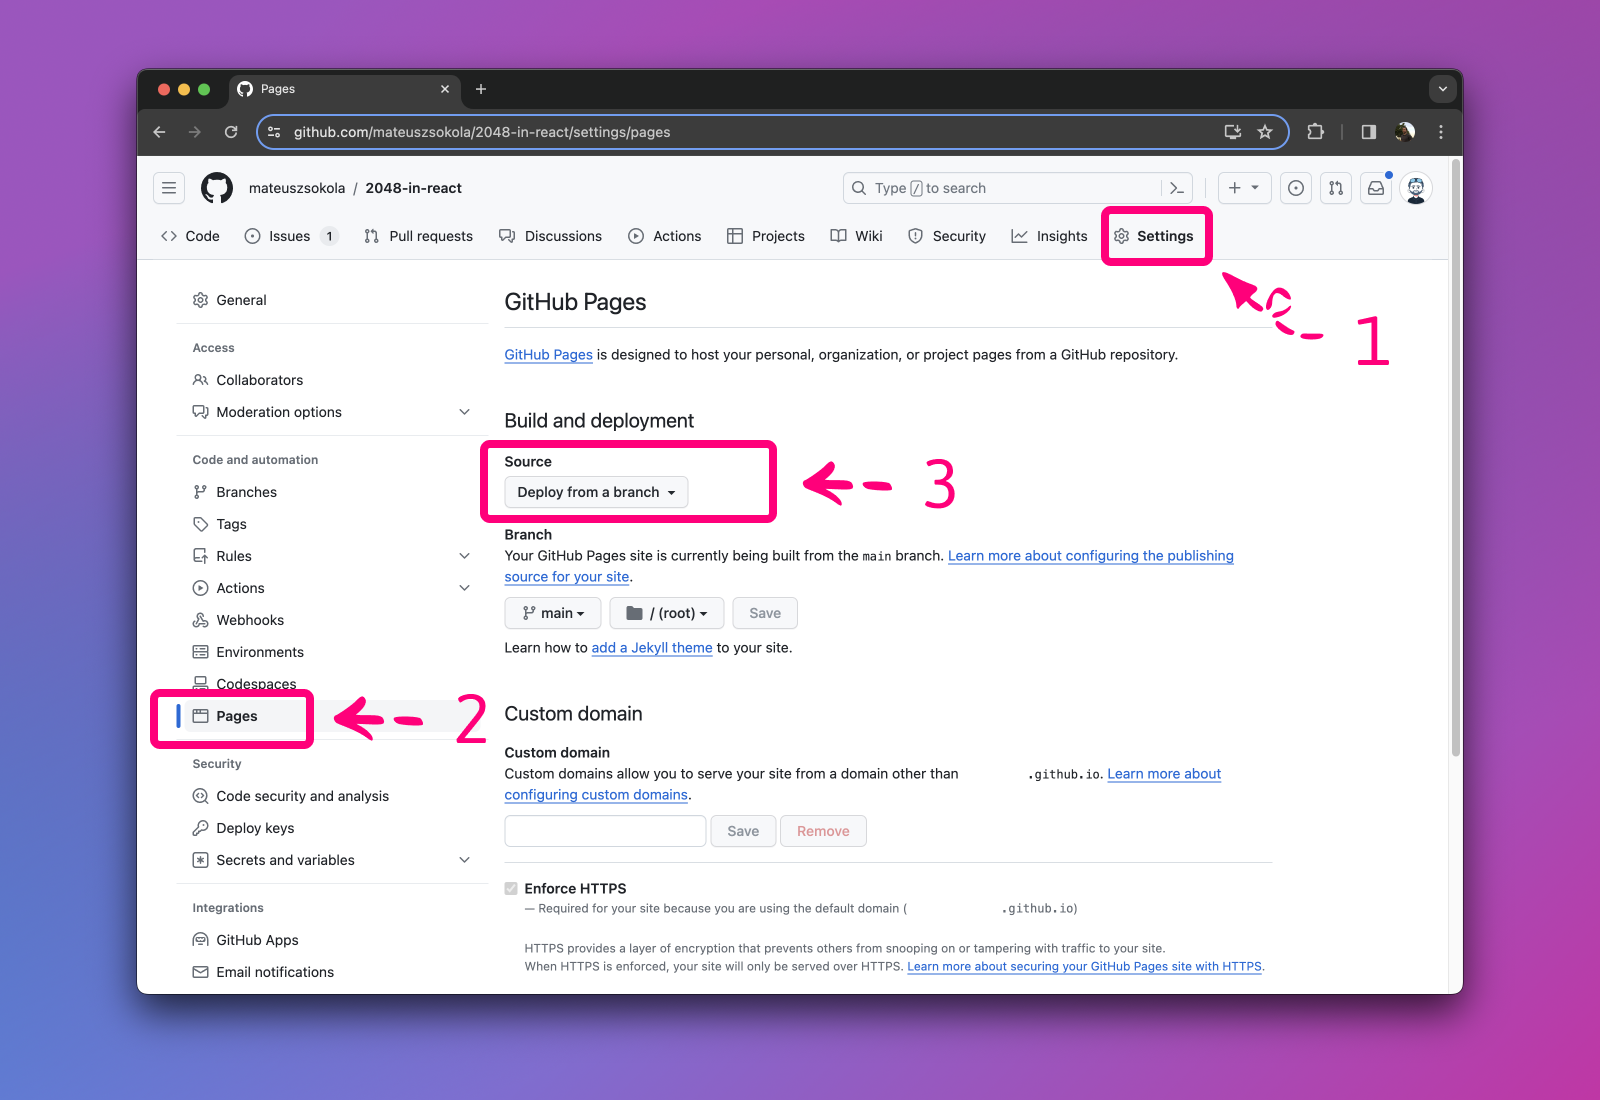 Pages
github.com/mateuszsokola/2048-in-react/settings/pages
mateuszsokola / 2048-in-react
Type / to search
Code
Issues 1
Pull requests
Discussions
Actions
Projects
Wiki
Security
Insights
Settings
1
General
Access
Collaborators
Moderation options
Code and automation
Branches
Tags
Rules
Actions
Webhooks
Environments
Codespaces
Pages
2
Security
Code security and analysis
Deploy keys
Secrets and variables
Integrations
GitHub Apps
Email notifications
GitHub Pages
GitHub Pages is designed to host your personal, organization, or project pages from a GitHub repository.
Build and deployment
Source
Deploy from a branch
3
Branch
Your GitHub Pages site is currently being built from the main branch. Learn more about configuring the publishing
source for your site.
main
/ (root)
Save
Learn how to add a Jekyll theme to your site.
Custom domain
Custom domain
Custom domains allow you to serve your site from a domain other than .github.io. Learn more about
configuring custom domains.
Save
Remove
Enforce HTTPS
— Required for your site because you are using the default domain ( .github.io)
HTTPS provides a layer of encryption that prevents others from snooping on or tampering with traffic to your site.
When HTTPS is enforced, your site will only be served over HTTPS. Learn more about securing your GitHub Pages site with HTTPS.